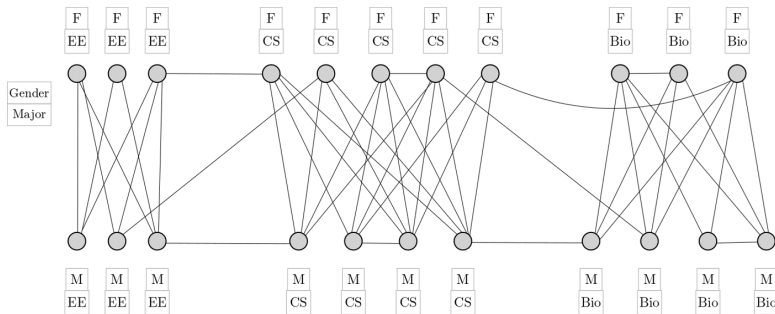 F F F F F F F F F F F
EE EE EE CS CS CS CS CS Bio Bio Bio
Gender
Major
M M M M M M M M M M M
EE EE EE CS CS CS CS Bio Bio Bio Bio